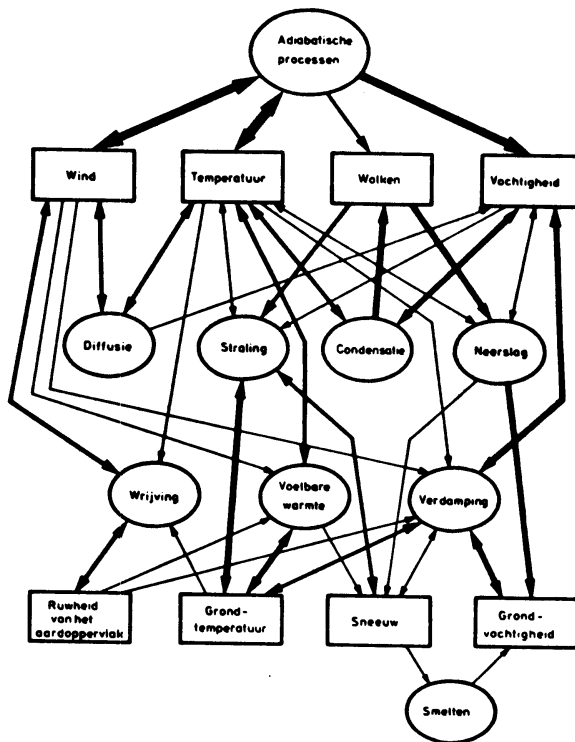 Adiabatische
processen
Wind
Temperatuur
Wolken
Vochtigheid
Diffusie
Straling
Condensatie
Neerslag
Wrijving
Voelbare
warmte
Verdamping
Ruwheid
van het
aardoppervlak
Grond-
temperatuur
Sneeuw
Grond-
vochtigheid
Smelten